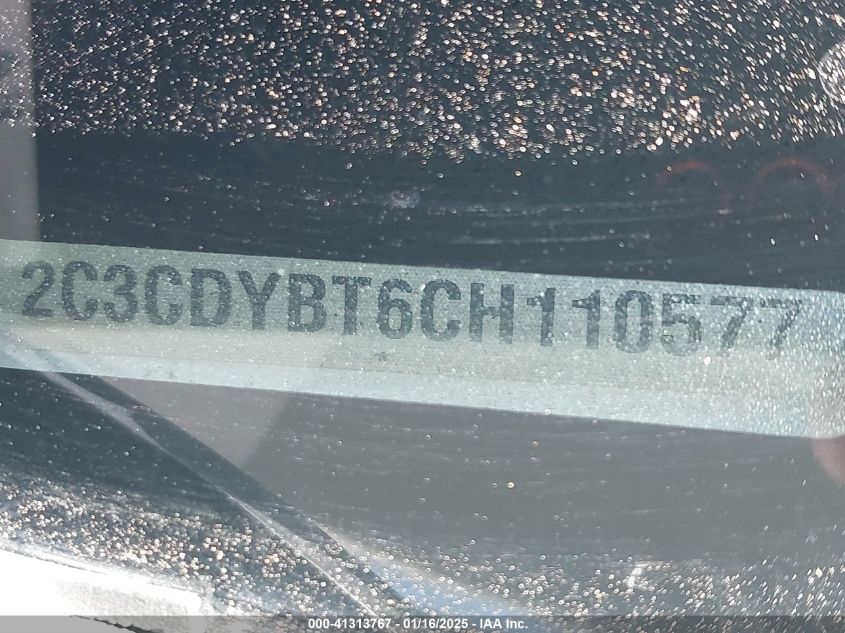 2C3CDYBT6CH110577
000-41313767 - 01/16/2025 - IAA Inc.